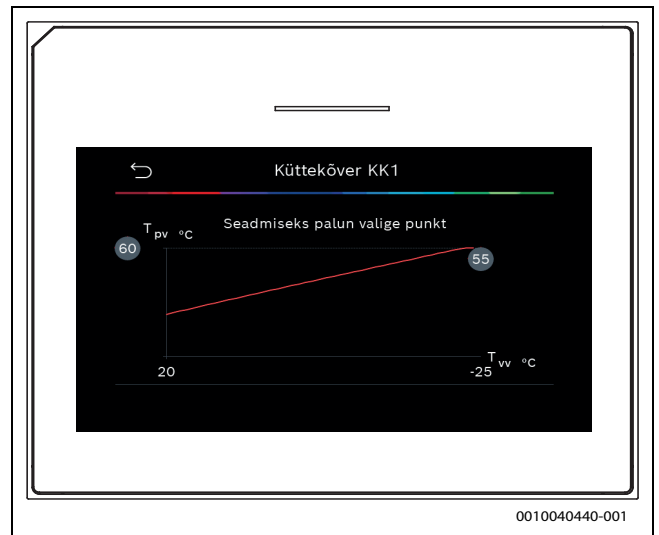 Küttekõver KK1
Seadmiseks palun valige punkt
T pv °C
60
55
T vv °C
20
-25
0010040440-001